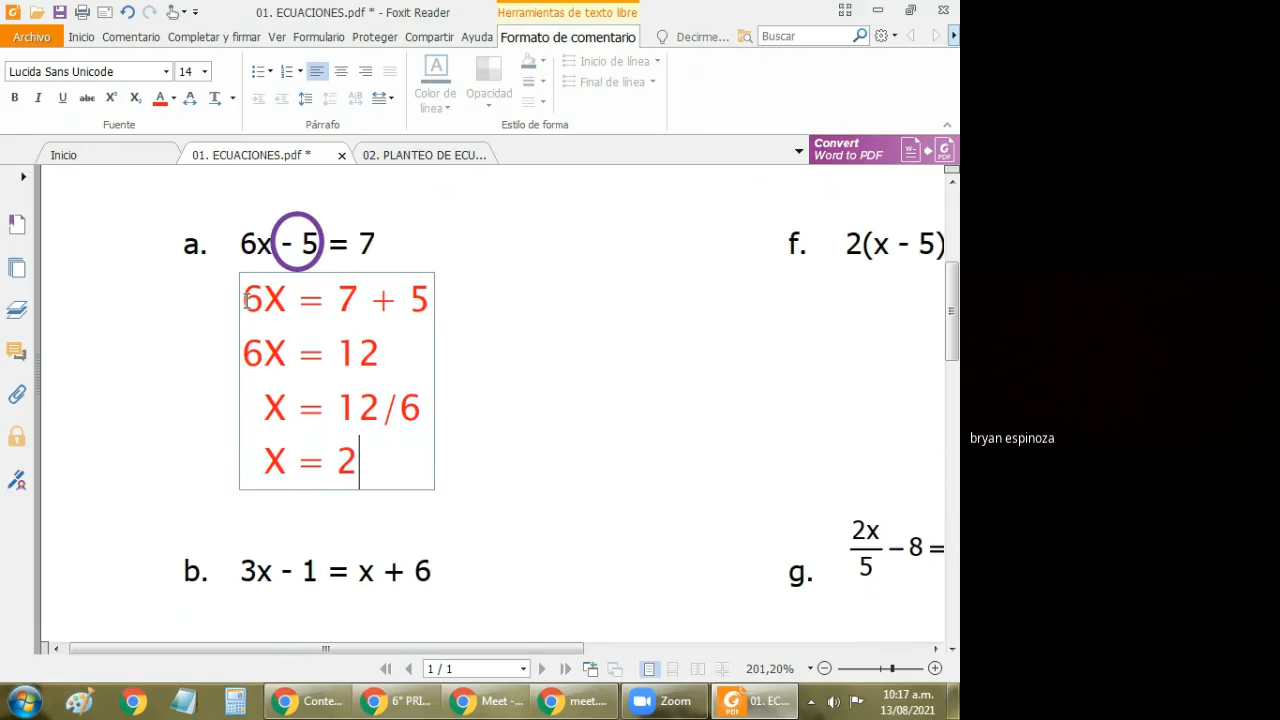 01. ECUACIONES.pdf * - Foxit Reader
Herramientas de texto libre
Archivo Inicio Comentario Completar y firmar Ver Formulario Proteger Compartir Ayuda Formato de comentario Decirme... Buscar
Lucida Sans Unicode 14
Color de línea
Opacidad
Inicio de línea
Final de línea
Fuente Párrafo Estilo de forma
Inicio 01. ECUACIONES.pdf * 02. PLANTEO DE ECU...
Convert
Word to PDF
a. 6x - 5 = 7
6X = 7 + 5
6X = 12
X = 12/6
X = 2
b. 3x - 1 = x + 6
f. 2(x - 5)
g. 2x/5 - 8 =
bryan espinoza
1 / 1 201,20%
Conte... 6° PRI... Meet -... meet.... Zoom 01. EC...
10:17 a.m.
13/08/2021